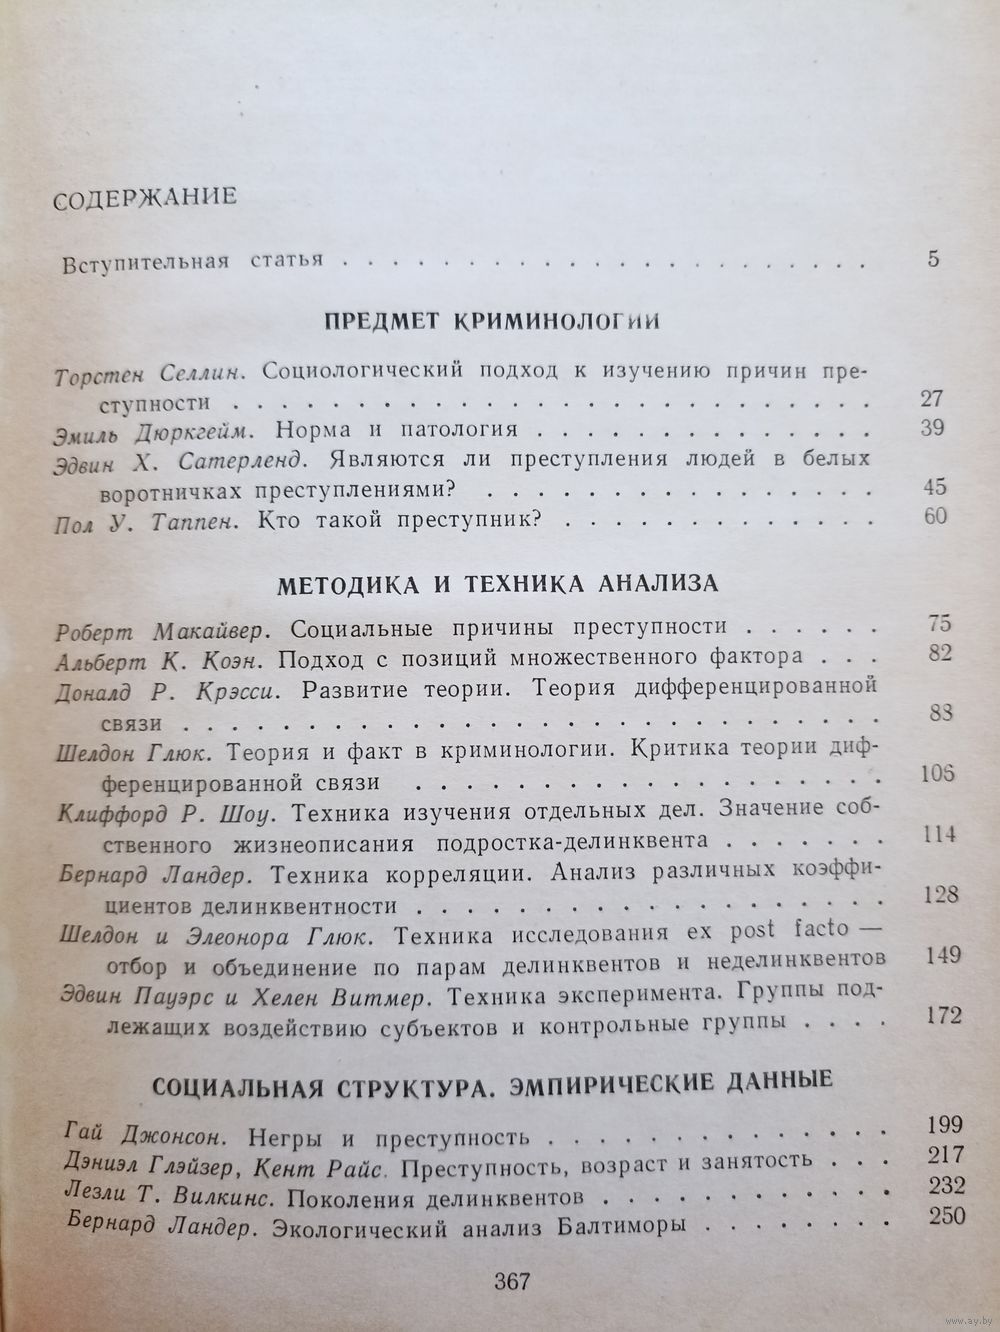 СОДЕРЖАНИЕ
Вступительная статья . . . . . . . . . . . . . . . . . . . . . . 5
ПРЕДМЕТ КРИМИНОЛОГИИ
Торстен Селлин. Социологический подход к изучению причин пре-
ступности . . . . . . . . . . . . . . . . . . . . . . . . . . 27
Эмиль Дюркгейм. Норма и патология . . . . . . . . . . . . . . 39
Эдвин Х. Сатерленд. Являются ли преступления людей в белых
воротничках преступлениями? . . . . . . . . . . . . . . . . 45
Пол У. Таппен. Кто такой преступник? . . . . . . . . . . . . . 60
МЕТОДИКА И ТЕХНИКА АНАЛИЗА
Роберт Макайвер. Социальные причины преступности . . . . . . 75
Альберт К. Коэн. Подход с позиций множественного фактора . . . 82
Доналд Р. Крэсси. Развитие теории. Теория дифференцированной
связи . . . . . . . . . . . . . . . . . . . . . . . . . . . . 88
Шелдон Глюк. Теория и факт в криминологии. Критика теории диф-
ференцированной связи . . . . . . . . . . . . . . . . . . . 106
Клиффорд Р. Шоу. Техника изучения отдельных дел. Значение соб-
ственного жизнеописания подростка-делинквента . . . . . . . 114
Бернард Ландер. Техника корреляции. Анализ различных коэффи-
циентов делинквентности . . . . . . . . . . . . . . . . . . 128
Шелдон и Элеонора Глюк. Техника исследования ex post facto —
отбор и объединение по парам делинквентов и неделинквентов 149
Эдвин Пауэрс и Хелен Витмер. Техника эксперимента. Группы под-
лежащих воздействию субъектов и контрольные группы . . . . 172
СОЦИАЛЬНАЯ СТРУКТУРА. ЭМПИРИЧЕСКИЕ ДАННЫЕ
Гай Джонсон. Негры и преступность . . . . . . . . . . . . . . 199
Дэниэл Глэйзер, Кент Райс. Преступность, возраст и занятость . . . 217
Лезли Т. Вилкинс. Поколения делинквентов . . . . . . . . . . . . 232
Бернард Ландер. Экологический анализ Балтиморы . . . . . . . . 250
367
www.ay.by